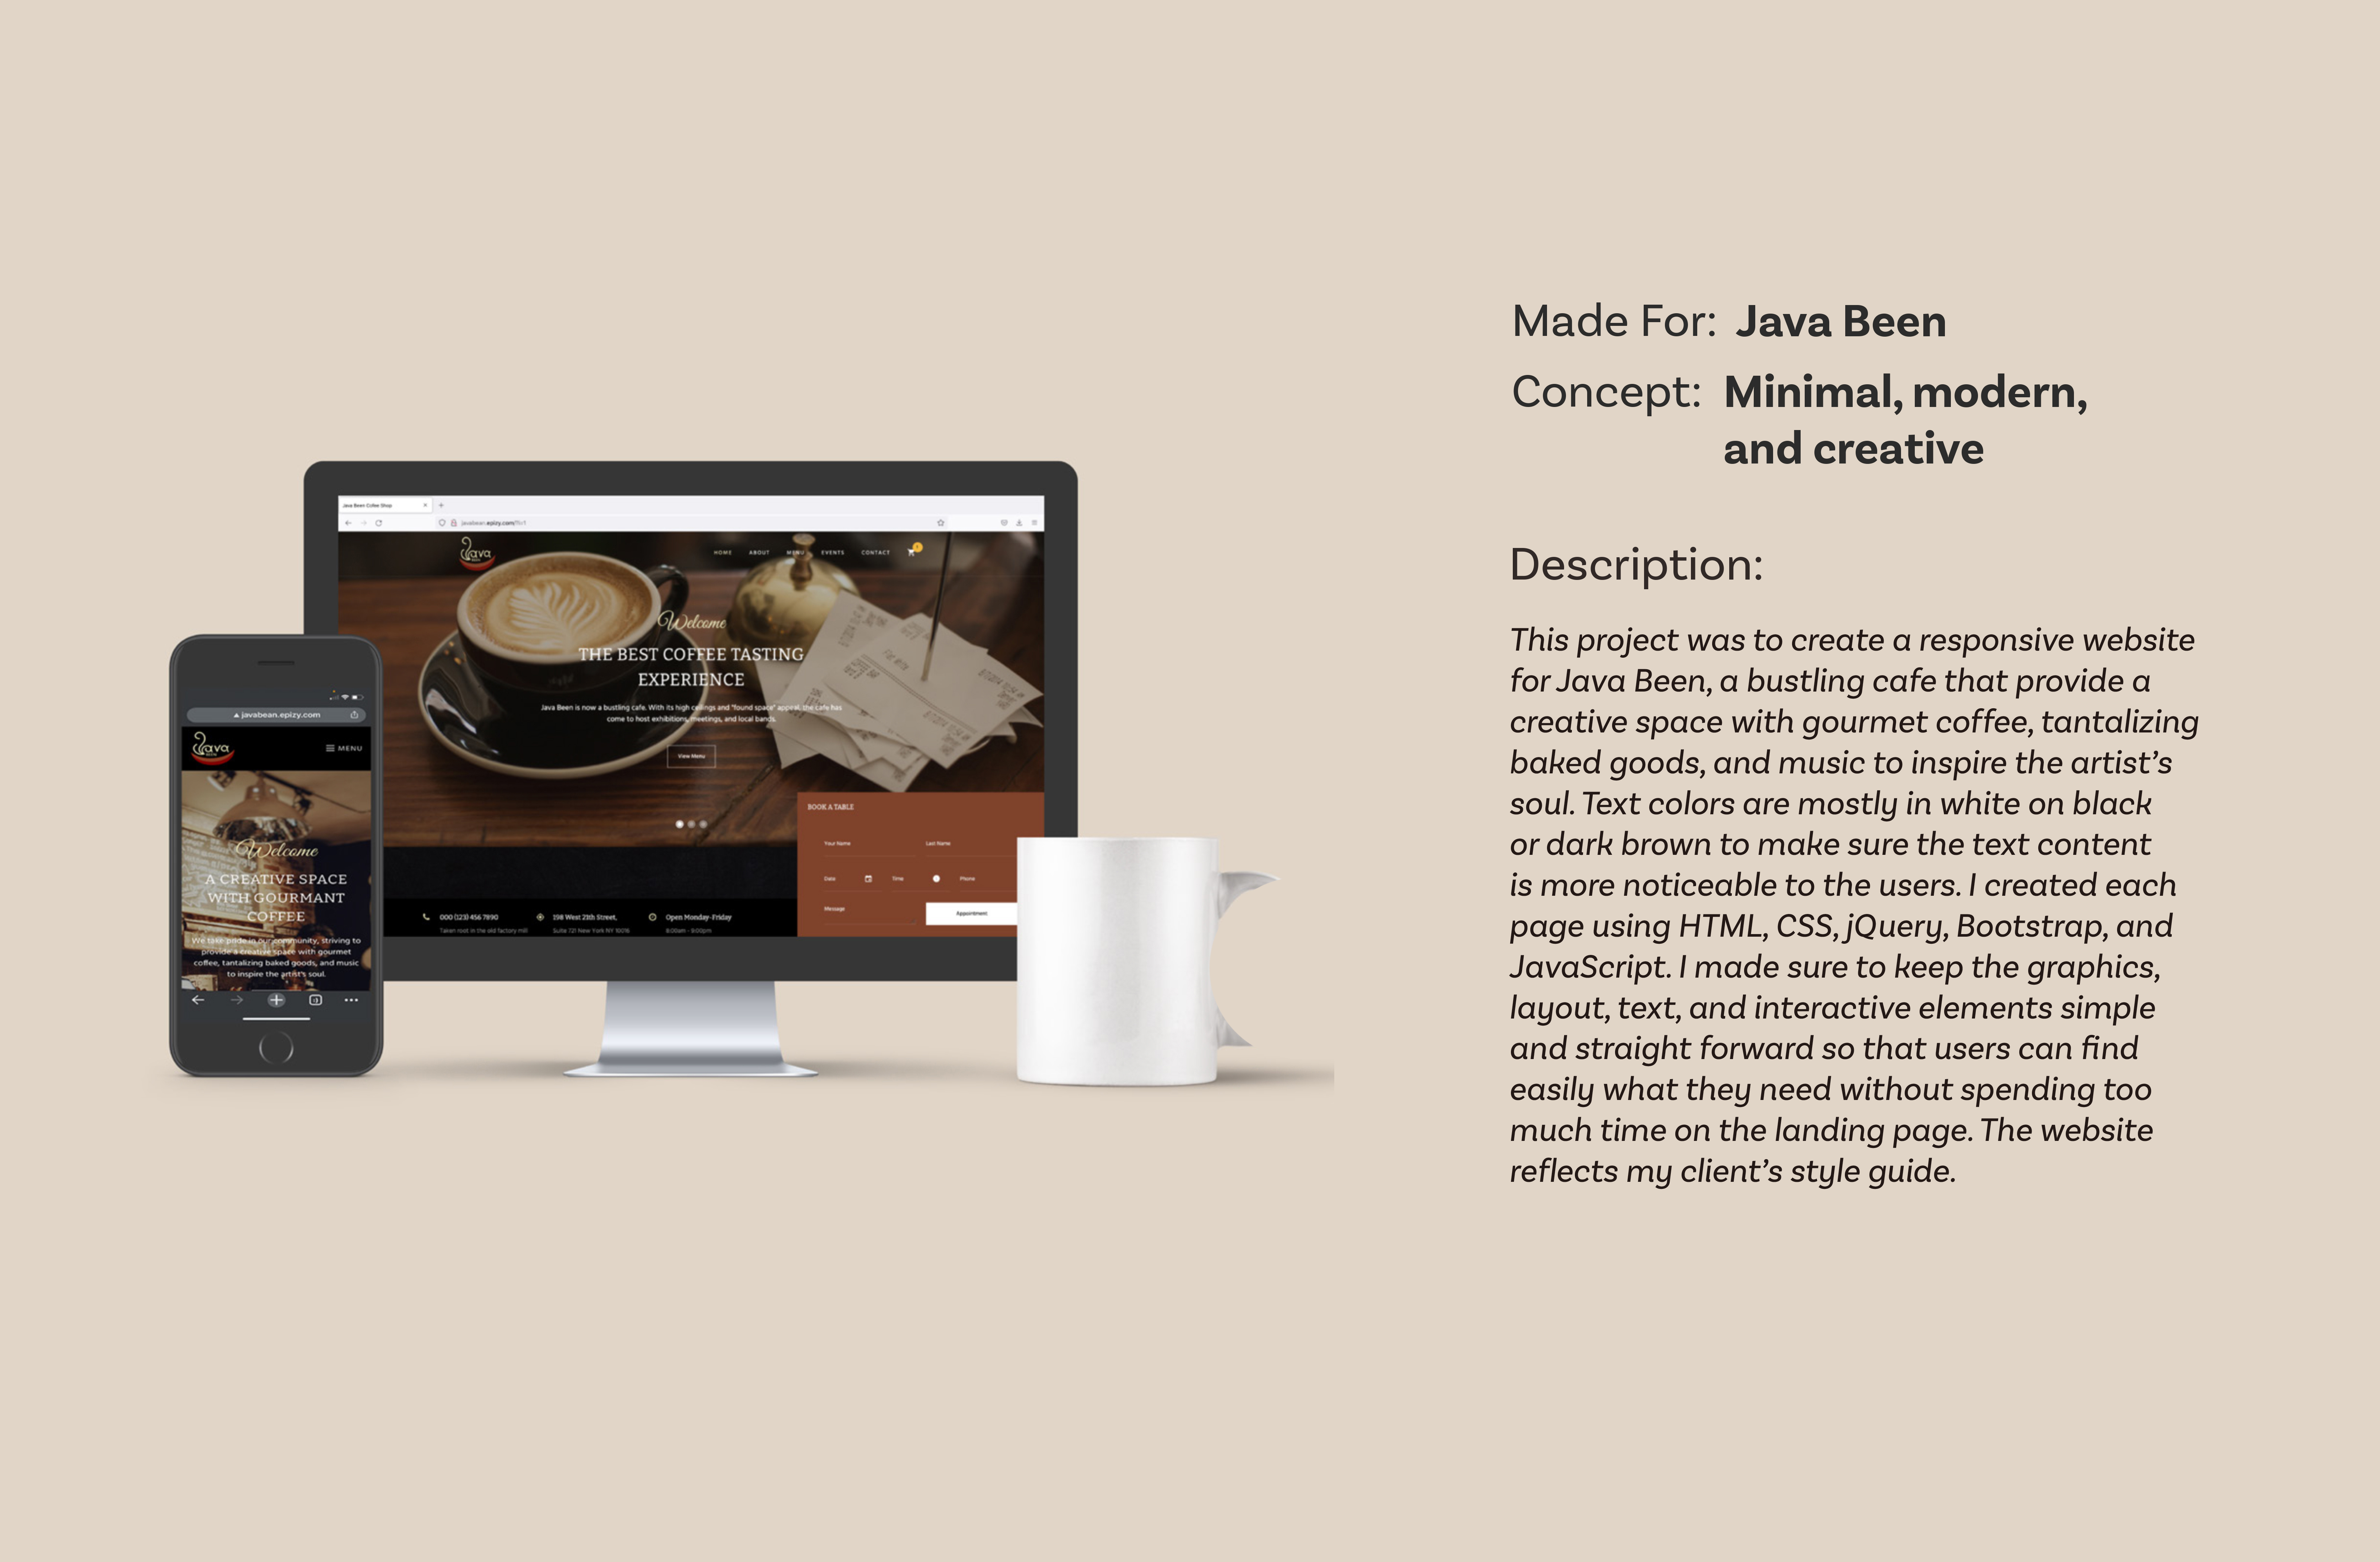 Made For: Java Been
Concept: Minimal, modern,
and creative
Description:
This project was to create a responsive website
for Java Been, a bustling cafe that provide a
creative space with gourmet coffee, tantalizing
baked goods, and music to inspire the artist’s
soul. Text colors are mostly in white on black
or dark brown to make sure the text content
is more noticeable to the users. I created each
page using HTML, CSS, jQuery, Bootstrap, and
JavaScript. I made sure to keep the graphics,
layout, text, and interactive elements simple
and straight forward so that users can find
easily what they need without spending too
much time on the landing page. The website
reflects my client’s style guide.
Java Been Coffee Shop
javabean.epizy.com/?i=1
Java
HOME ABOUT MENU EVENTS CONTACT
Welcome
THE BEST COFFEE TASTING
EXPERIENCE
Java Been is now a bustling cafe. With its high ceilings and "found space" appeal, the cafe has
come to host exhibitions, meetings, and local bands.
View Menu
BOOK A TABLE
Your Name Last Name
Date Time Phone
Message Appointment
000 (123) 456 7890 198 West 21th Street, Open Monday-Friday
Taken root in the old factory mill Suite 721 New York NY 10016 8:00am - 9:00pm
javabean.epizy.com
Java
MENU
Welcome
A CREATIVE SPACE
WITH GOURMANT
COFFEE
We take pride in our community, striving to
provide a creative space with gourmet
coffee, tantalizing baked goods, and music
to inspire the artist's soul.